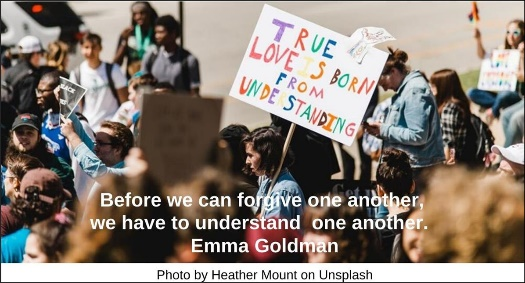 TRUE
LOVE IS BORN
FROM
UNDERSTANDING
Before we can forgive one another,
we have to understand one another.
Emma Goldman
Photo by Heather Mount on Unsplash